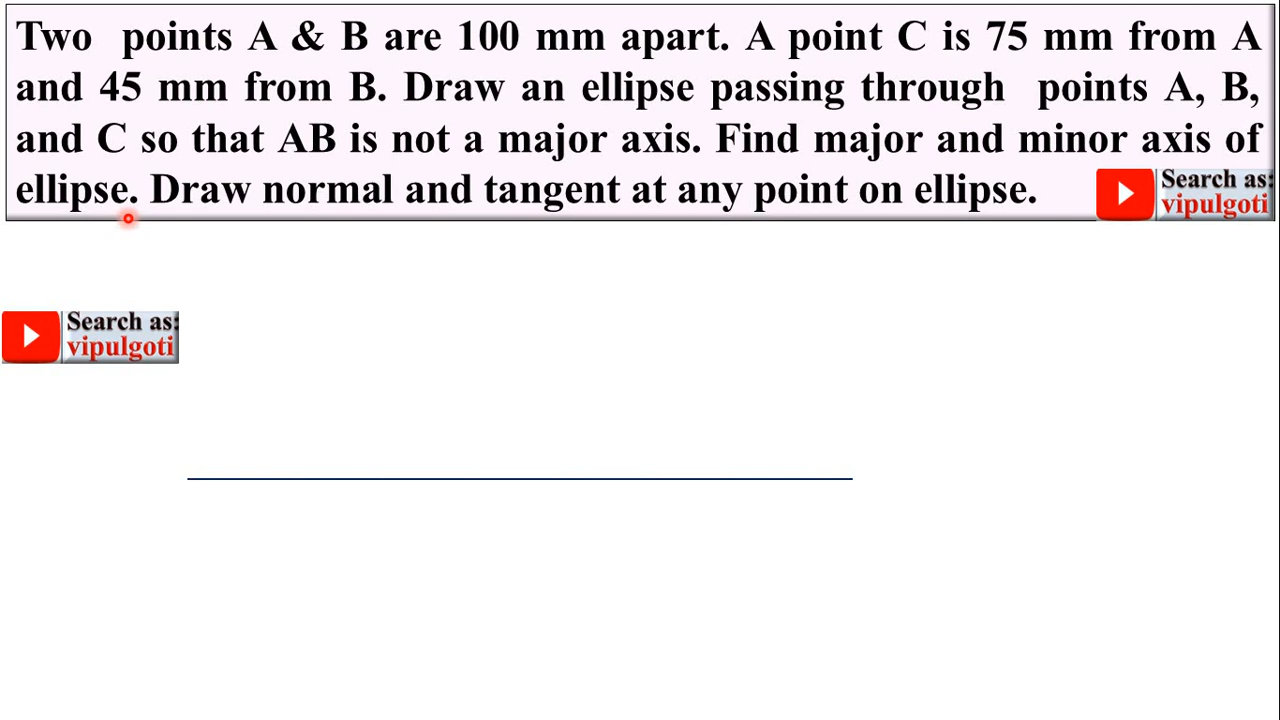 Two points A & B are 100 mm apart. A point C is 75 mm from A
and 45 mm from B. Draw an ellipse passing through points A, B,
and C so that AB is not a major axis. Find major and minor axis of
ellipse. Draw normal and tangent at any point on ellipse.
Search as:
vipulgoti
Search as:
vipulgoti